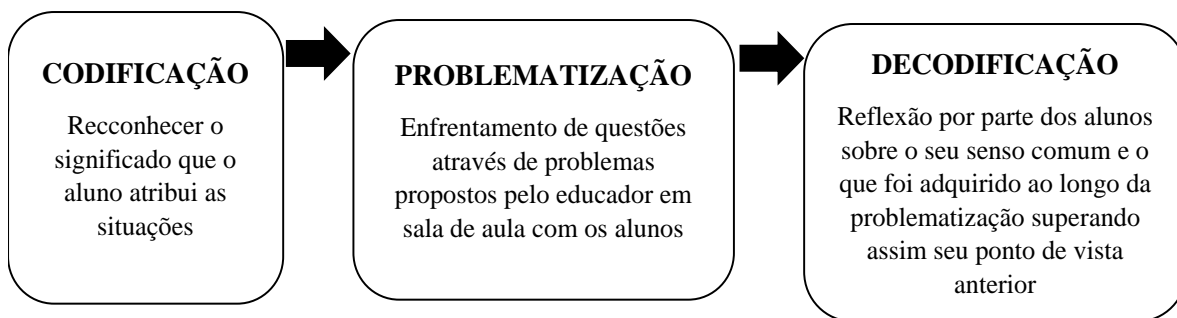 CODIFICAÇÃO
Recconhecer o
significado que o
aluno atribui as
situações
PROBLEMATIZAÇÃO
Enfrentamento de questões
através de problemas
propostos pelo educador em
sala de aula com os alunos
DECODIFICAÇÃO
Reflexão por parte dos alunos
sobre o seu senso comum e o
que foi adquirido ao longo da
problematização superando
assim seu ponto de vista
anterior